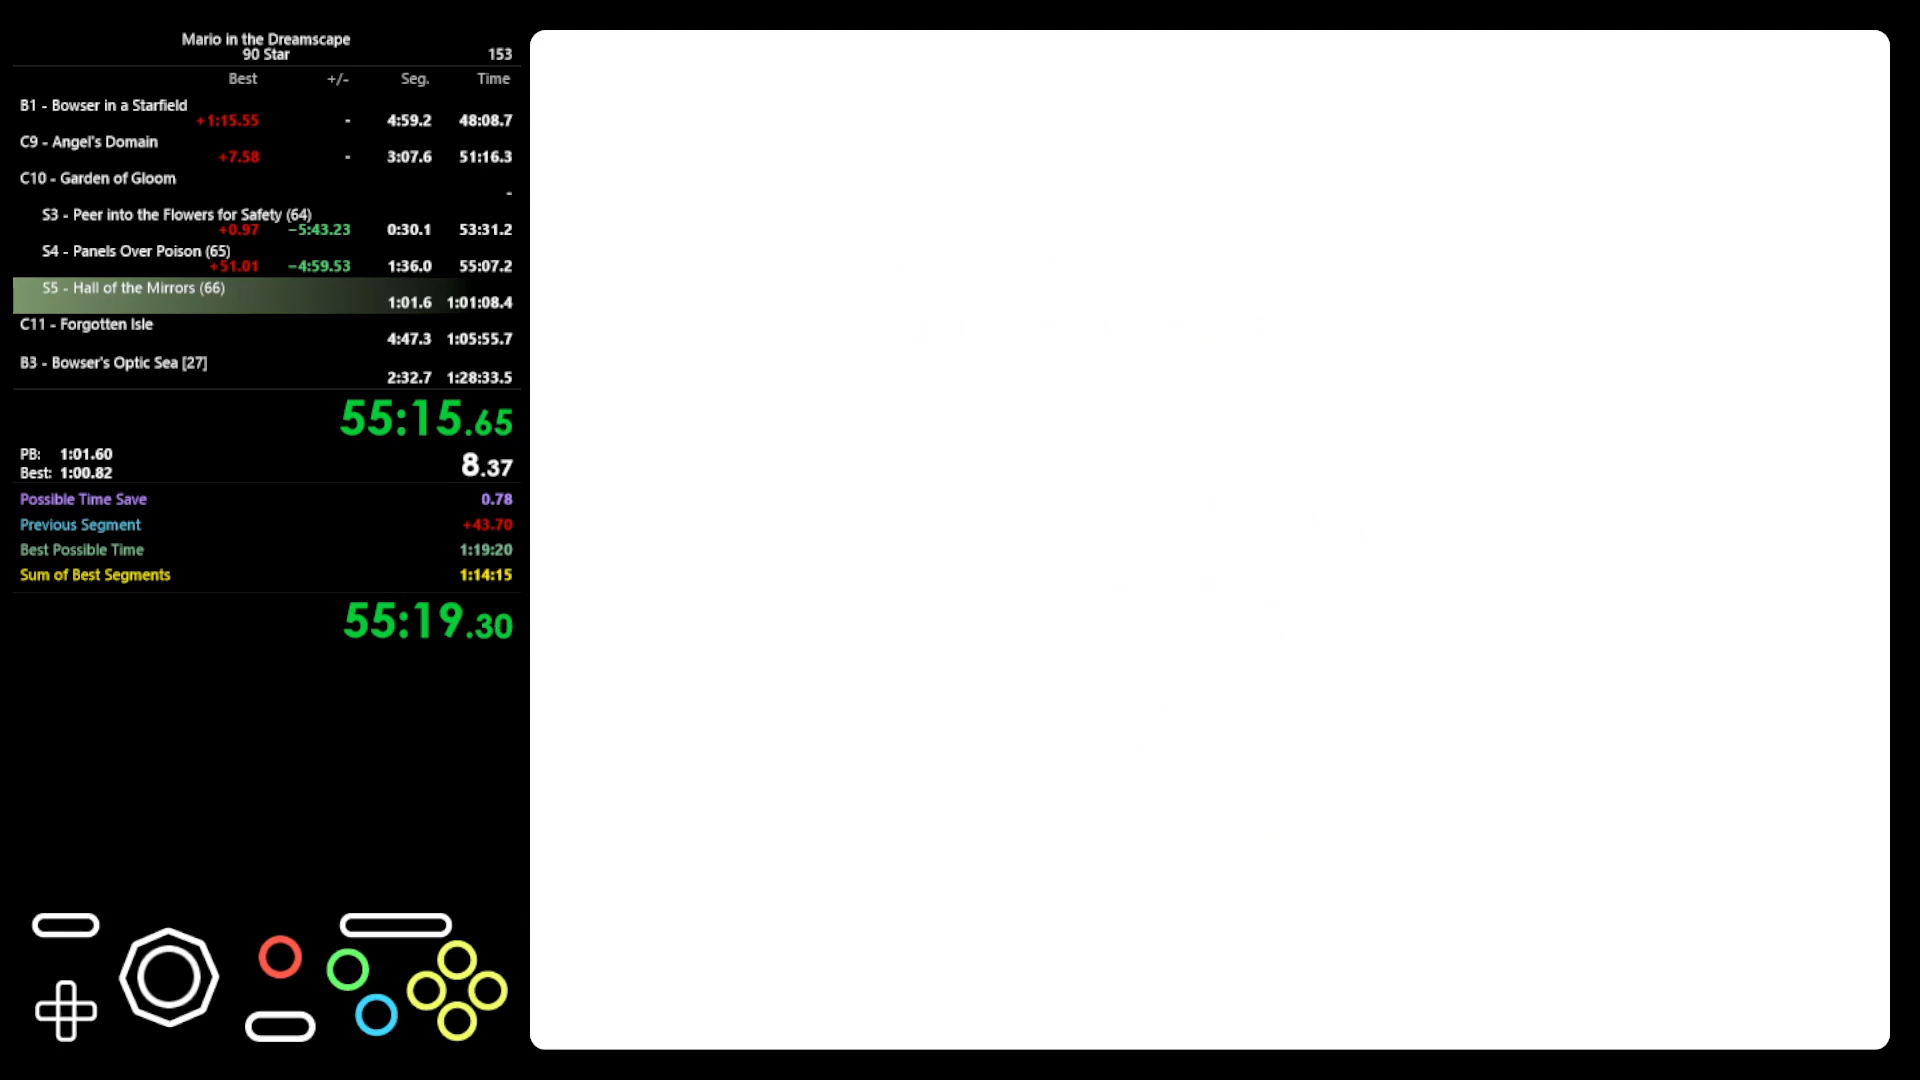 Mario in the Dreamscape
90 Star
153
Best +/- Seg. Time
B1 - Bowser in a Starfield
+1:15.55 - 4:59.2 48:08.7
C9 - Angel's Domain
+7.58 - 3:07.6 51:16.3
C10 - Garden of Gloom
-
S3 - Peer into the Flowers for Safety (64)
+0.97 −5:43.23 0:30.1 53:31.2
S4 - Panels Over Poison (65)
+51.01 −4:59.53 1:36.0 55:07.2
S5 - Hall of the Mirrors (66)
1:01.6 1:01:08.4
C11 - Forgotten Isle
4:47.3 1:05:55.7
B3 - Bowser's Optic Sea [27]
2:32.7 1:28:33.5
55:15.65
PB: 1:01.60
Best: 1:00.82
8.37
Possible Time Save 0.78
Previous Segment +43.70
Best Possible Time 1:19:20
Sum of Best Segments 1:14:15
55:19.30